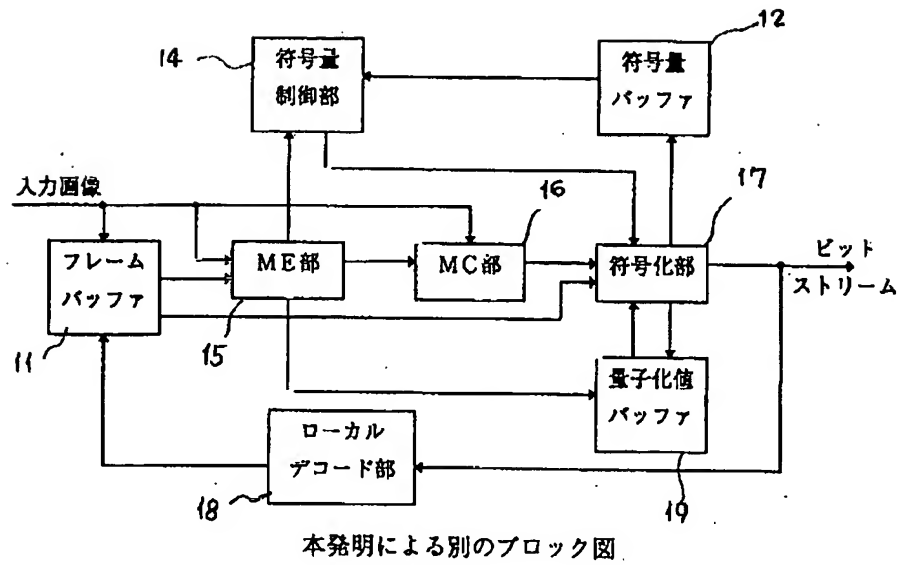 14
符号量
制御部
12
符号量
バッファ
入力画像
16
17
フレーム
バッファ
ME部
MC部
符号化部
ビット
ストリーム
11
15
量子化値
バッファ
ローカル
デコード部
18
19
本発明による別のブロック図